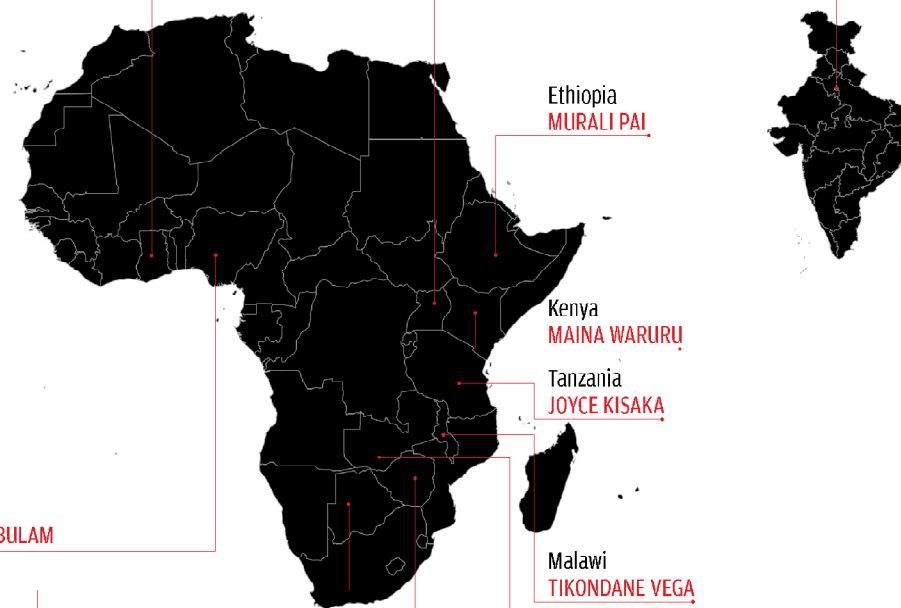 Ethiopia
MURALI PAI
Kenya
MAINA WARURU
Tanzania
JOYCE KISAKA
BULAM
Malawi
TIKONDANE VEGA